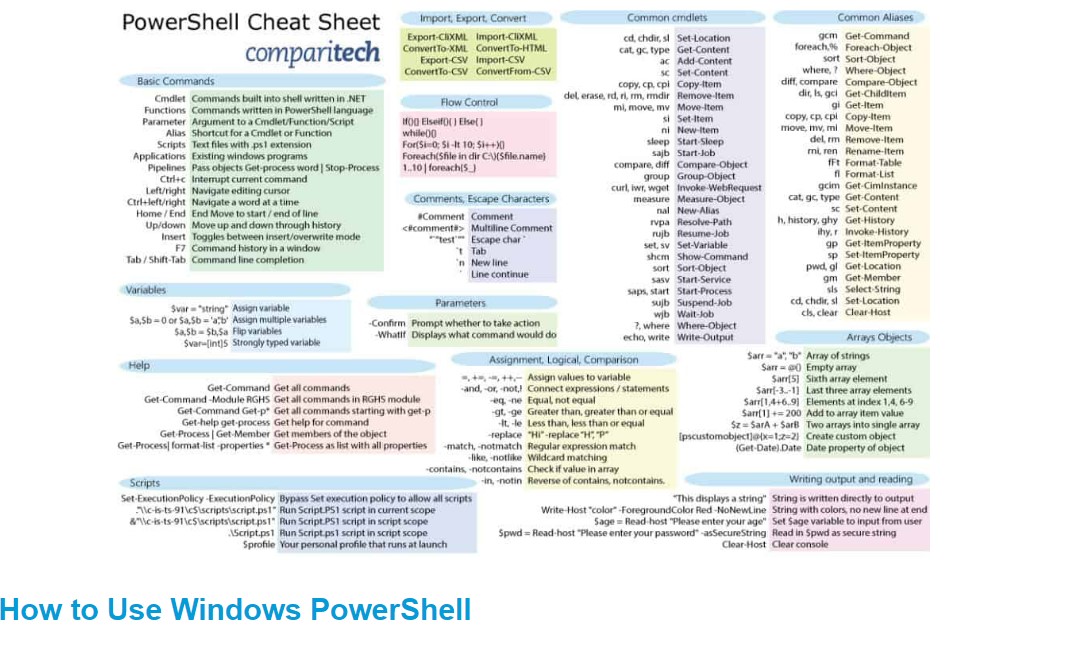 PowerShell Cheat Sheet
comparitech
Basic Commands
Cmdlet Commands built into shell written in .NET
Functions Commands written in PowerShell language
Parameter Argument to a Cmdlet/Function/Script
Alias Shortcut for a Cmdlet or Function
Scripts Text files with .ps1 extension
Applications Existing windows programs
Pipelines Pass objects Get-process word | Stop-Process
Ctrl+c Interrupt current command
Left/right Navigate editing cursor
Ctrl+left/right Navigate a word at a time
Home / End End Move to start / end of line
Up/down Move up and down through history
Insert Toggles between insert/overwrite mode
F7 Command history in a window
Tab / Shift-Tab Command line completion
Variables
$var = "string" Assign variable
$a,$b = 0 or $a,$b = 'a','b' Assign multiple variables
$a,$b = $b,$a Flip variables
$var=[int]5 Strongly typed variable
Help
Get-Command Get all commands
Get-Command -Module RGHS Get all commands in RGHS module
Get-Command Get-p* Get all commands starting with get-p
Get-help get-process Get help for command
Get-Process | Get-Member Get members of the object
Get-Process| format-list -properties * Get-Process as list with all properties
Scripts
Set-ExecutionPolicy -ExecutionPolicy Bypass Set execution policy to allow all scripts
."\\c-is-ts-91\c$\scripts\script.ps1" Run Script.PS1 script in current scope
&"\\c-is-ts-91\c$\scripts\script.ps1" Run Script.PS1 script in script scope
.\Script.ps1 Run Script.ps1 script in script scope
$profile Your personal profile that runs at launch
Import, Export, Convert
Export-CliXML Import-CliXML
ConvertTo-XML ConvertTo-HTML
Export-CSV Import-CSV
ConvertTo-CSV ConvertFrom-CSV
Flow Control
If(){} Elseif(){ } Else{ }
while(){}
For($i=0; $i -lt 10; $i++){}
Foreach($file in dir C:\){$file.name}
1..10 | foreach{$_}
Comments, Escape Characters
#Comment Comment
<#comment#> Multiline Comment
Escape char `
`t Tab
`n New line
` Line continue
Parameters
-Confirm Prompt whether to take action
-WhatIf Displays what command would do
Assignment, Logical, Comparison
=, +=, -=, ++,-- Assign values to variable
-and, -or, -not,! Connect expressions / statements
-eq, -ne Equal, not equal
-gt, -ge Greater than, greater than or equal
-lt, -le Less than, less than or equal
-replace "Hi" -replace "H", "P"
-match, -notmatch Regular expression match
-like, -notlike Wildcard matching
-contains, -notcontains Check if value in array
-in, -notin Reverse of contains, notcontains.
Common cmdlets
cd, chdir, sl Set-Location
cat, gc, type Get-Content
ac Add-Content
sc Set-Content
copy, cp, cpi Copy-Item
del, erase, rd, ri, rm, rmdir Remove-Item
mi, move, mv Move-Item
si Set-Item
ni New-Item
sleep Start-Sleep
sajb Start-Job
compare, diff Compare-Object
group Group-Object
curl, iwr, wget Invoke-WebRequest
measure Measure-Object
nal New-Alias
rvpa Resolve-Path
rujb Resume-Job
set, sv Set-Variable
shcm Show-Command
sort Sort-Object
sasv Start-Service
saps, start Start-Process
sujb Suspend-Job
wjb Wait-Job
?, where Where-Object
echo, write Write-Output
Common Aliases
gcm Get-Command
foreach,% Foreach-Object
sort Sort-Object
where, ? Where-Object
diff, compare Compare-Object
dir, ls, gci Get-ChildItem
gi Get-Item
copy, cp, cpi Copy-Item
move, mv, mi Move-Item
del, rm Remove-Item
rni, ren Rename-Item
fFt Format-Table
fl Format-List
gcim Get-CimInstance
cat, gc, type Get-Content
sc Set-Content
h, history, ghy Get-History
ihy, r Invoke-History
gp Get-ItemProperty
sp Set-ItemProperty
pwd, gl Get-Location
gm Get-Member
sls Select-String
cd, chdir, sl Set-Location
cls, clear Clear-Host
Arrays Objects
$arr = "a", "b" Array of strings
$arr = @() Empty array
$arr[5] Sixth array element
$arr[-3..-1] Last three array elements
$arr[1,4+6..9] Elements at index 1,4, 6-9
$arr[1] += 200 Add to array item value
$z = $arA + $arB Two arrays into single array
[pscustomobject]@{x=1;z=2} Create custom object
(Get-Date).Date Date property of object
Writing output and reading
"This displays a string" String is written directly to output
Write-Host "color" -ForegroundColor Red -NoNewLine String with colors, no new line at end
$age = Read-host "Please enter your age" Set $age variable to input from user
$pwd = Read-host "Please enter your password" -asSecureString Read in $pwd as secure string
Clear-Host Clear console
How to Use Windows PowerShell